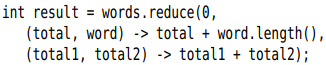 int result = words.reduce(0,
   (total, word) -> total + word.length(),
   (total1, total2) -> total1 + total2);